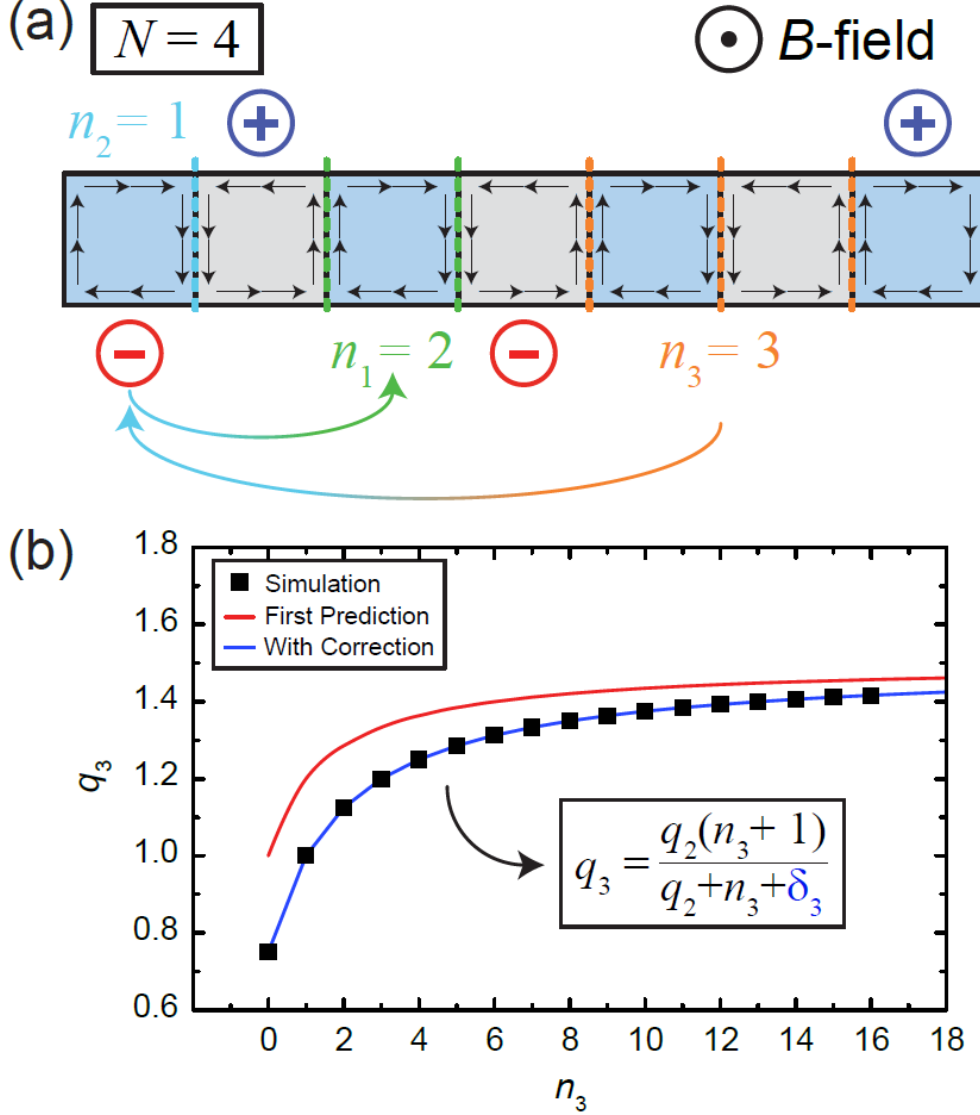 (a) N = 4
B-field
n₂ = 1
+
+
−
n₁ = 2
−
n₃ = 3
(b)
1.8
1.6
1.4
1.2
1.0
0.8
0.6
q₃
Simulation
First Prediction
With Correction
q₃ = q₂(n₃ + 1) / q₂+n₃+δ₃
0 2 4 6 8 10 12 14 16 18
n₃